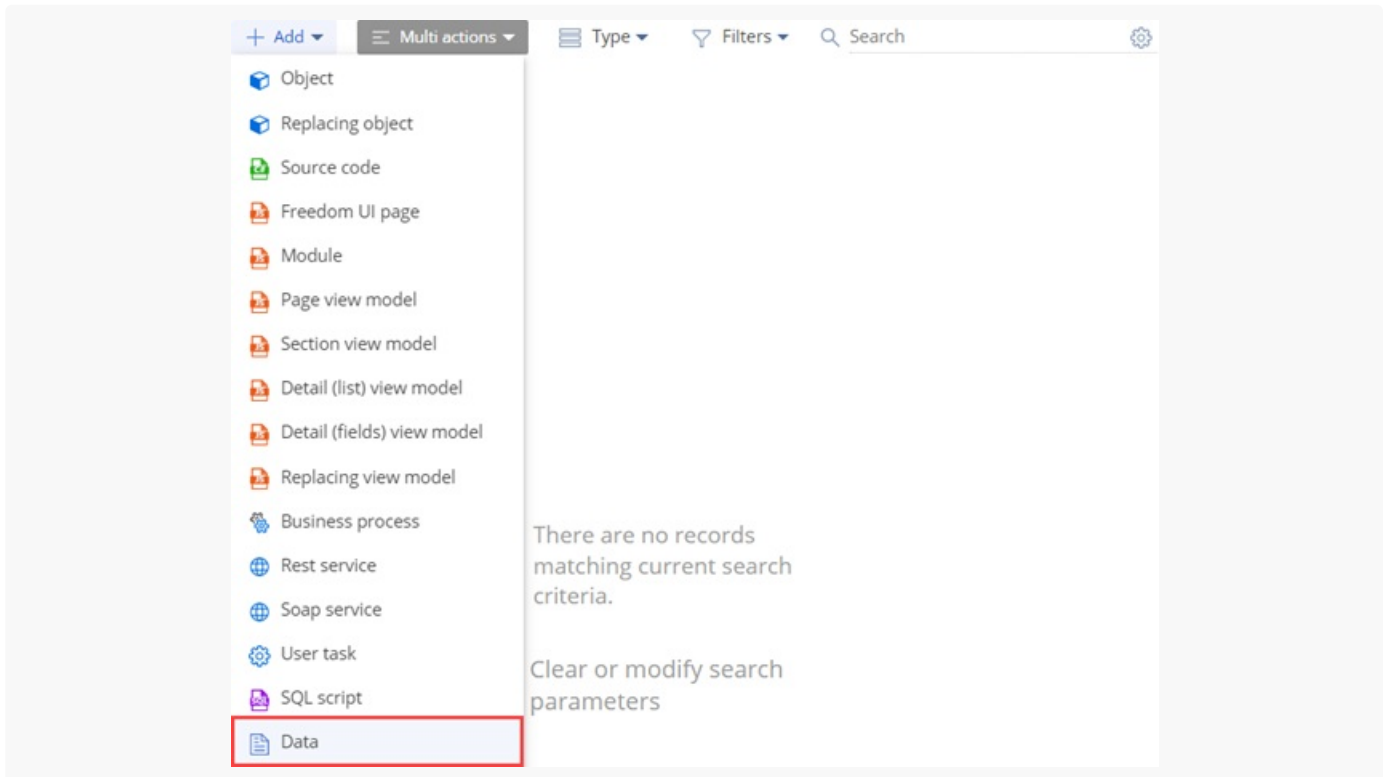 Add
Multi actions
Type
Filters
Search
Object
Replacing object
Source code
Freedom UI page
Module
Page view model
Section view model
Detail (list) view model
Detail (fields) view model
Replacing view model
Business process
Rest service
Soap service
User task
SQL script
Data
There are no records
matching current search
criteria.
Clear or modify search
parameters